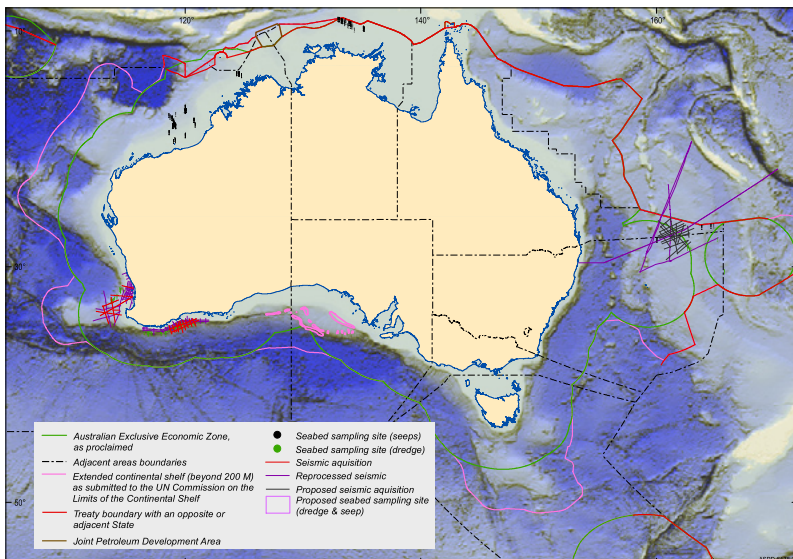 120°
140°
160°
10°
30°
30°
50°
50°
Australian Exclusive Economic Zone,
as proclaimed
Adjacent areas boundaries
Extended continental shelf (beyond 200 M)
as submitted to the UN Commission on the
Limits of the Continental Shelf
Treaty boundary with an opposite or
adjacent State
Joint Petroleum Development Area
Seabed sampling site (seeps)
Seabed sampling site (dredge)
Seismic aquisition
Reprocessed seismic
Proposed seismic aquisition
Proposed seabed sampling site
(dredge & seep)